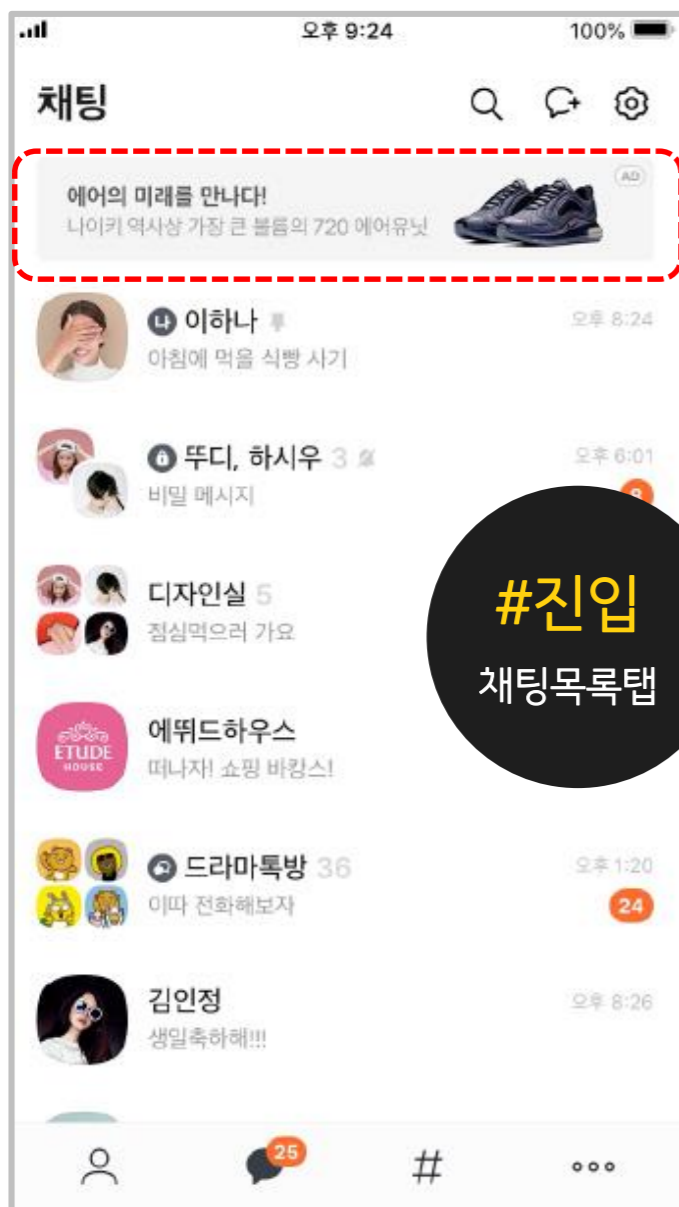 오후 9:24
100%
채팅
에어의 미래를 만나다!
AD
나이키 역사상 가장 큰 볼륨의 720 에어유닛
나 이하나
오후 8:24
아침에 먹을 식빵 사기
뚜디, 하시우 3
오후 6:01
비밀 메시지
#진입
채팅목록탭
디자인실 5
점심먹으러 가요
ETUDE
HOUSE
에뛰드하우스
떠나자! 쇼핑 바캉스!
드라마톡방 36
오후 1:20
이따 전화해보자
24
김인정
오후 8:26
생일축하해!!!
25
#